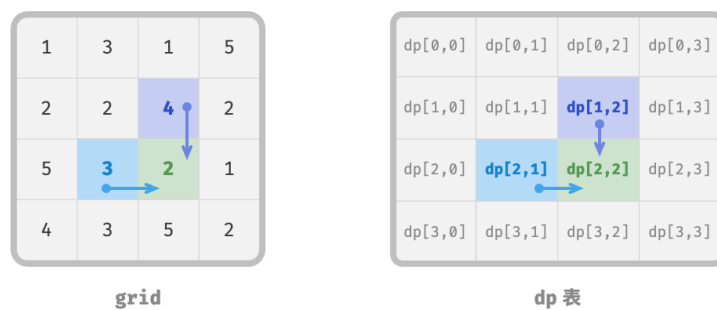 1 3 1 5
2 2 4 2
5 3 2 1
4 3 5 2
grid
dp[0,0] dp[0,1] dp[0,2] dp[0,3]
dp[1,0] dp[1,1] dp[1,2] dp[1,3]
dp[2,0] dp[2,1] dp[2,2] dp[2,3]
dp[3,0] dp[3,1] dp[3,2] dp[3,3]
dp 表